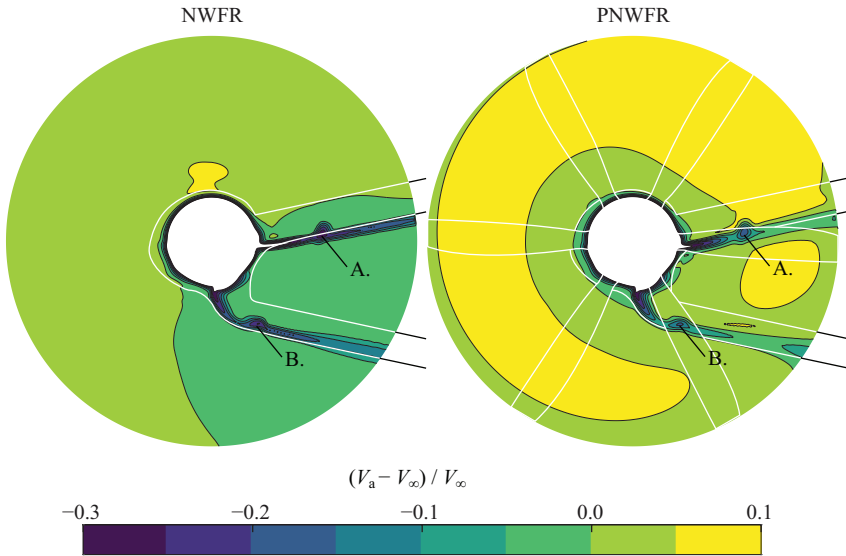 NWFR PNWFR
A. A.
B. B.
(Vₐ − V∞) / V∞
−0.3 −0.2 −0.1 0.0 0.1